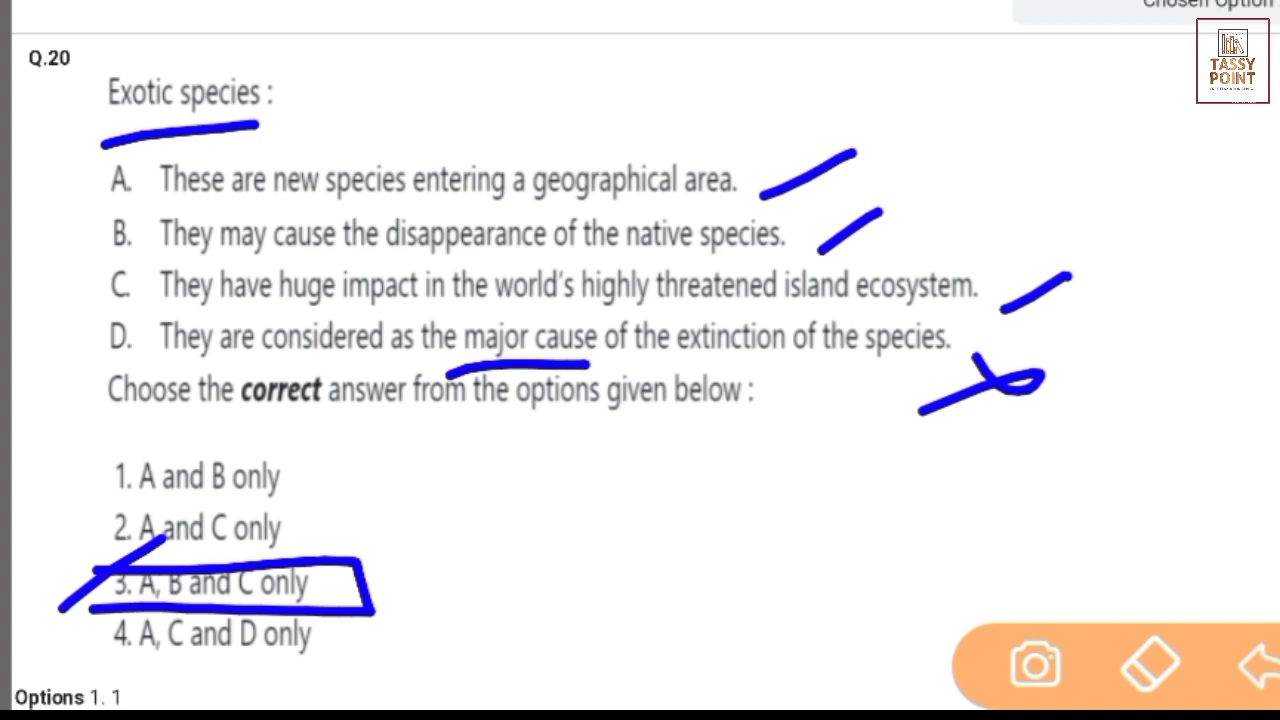 Chosen Option
Q.20
TASSY
POINT
Exotic species :
A. These are new species entering a geographical area.
B. They may cause the disappearance of the native species.
C. They have huge impact in the world's highly threatened island ecosystem.
D. They are considered as the major cause of the extinction of the species.
Choose the correct answer from the options given below :
1. A and B only
2. A and C only
3. A, B and C only
4. A, C and D only
Options 1. 1